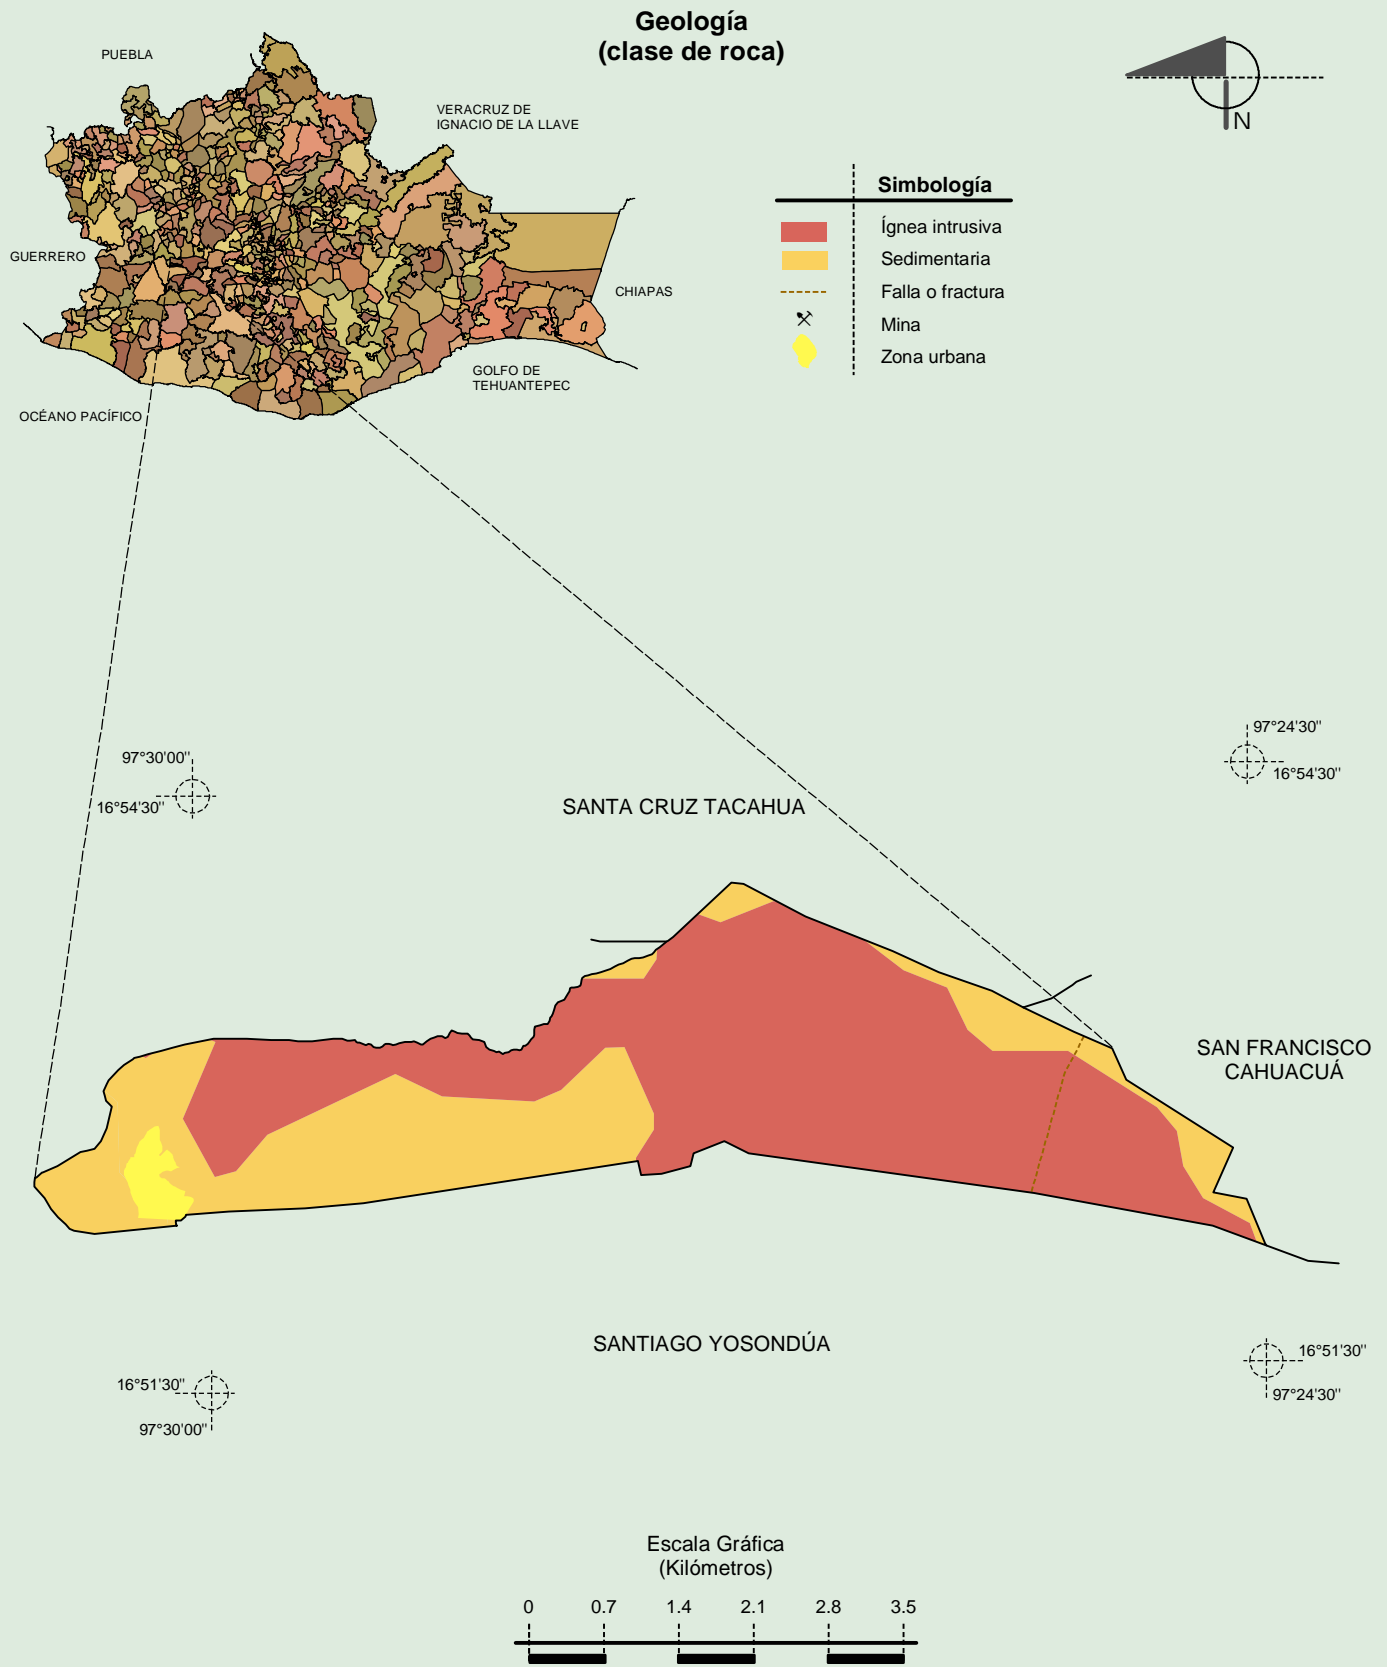 Geología
(clase de roca)
PUEBLA
VERACRUZ DE
IGNACIO DE LA LLAVE
GUERRERO
CHIAPAS
GOLFO DE
TEHUANTEPEC
OCÉANO PACÍFICO
N
Simbología
Ígnea intrusiva
Sedimentaria
Falla o fractura
Mina
Zona urbana
97°30'00"
16°54'30"
97°24'30"
16°54'30"
SANTA CRUZ TACAHUA
SAN FRANCISCO
CAHUACUÁ
SANTIAGO YOSONDÚA
16°51'30"
97°30'00"
16°51'30"
97°24'30"
Escala Gráfica
(Kilómetros)
0 0.7 1.4 2.1 2.8 3.5